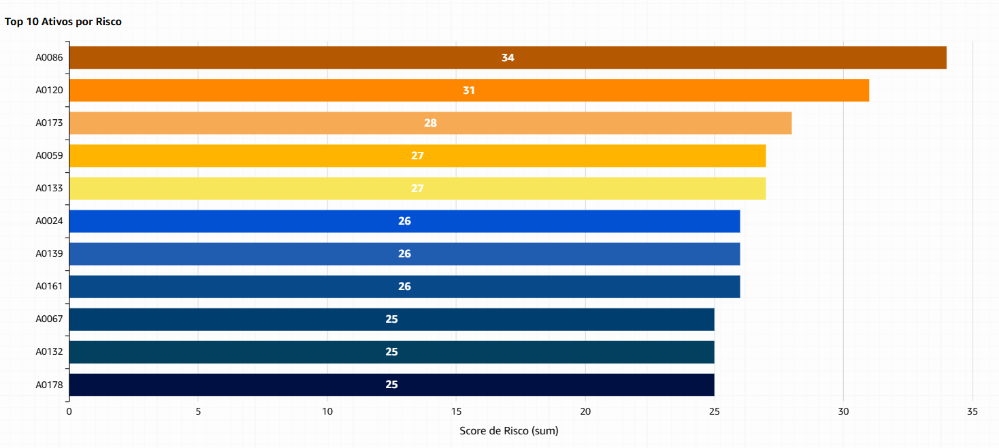 Top 10 Ativos por Risco
A0086 34
A0120 31
A0173 28
A0059 27
A0133 27
A0024 26
A0139 26
A0161 26
A0067 25
A0132 25
A0178 25
0 5 10 15 20 25 30 35
Score de Risco (sum)